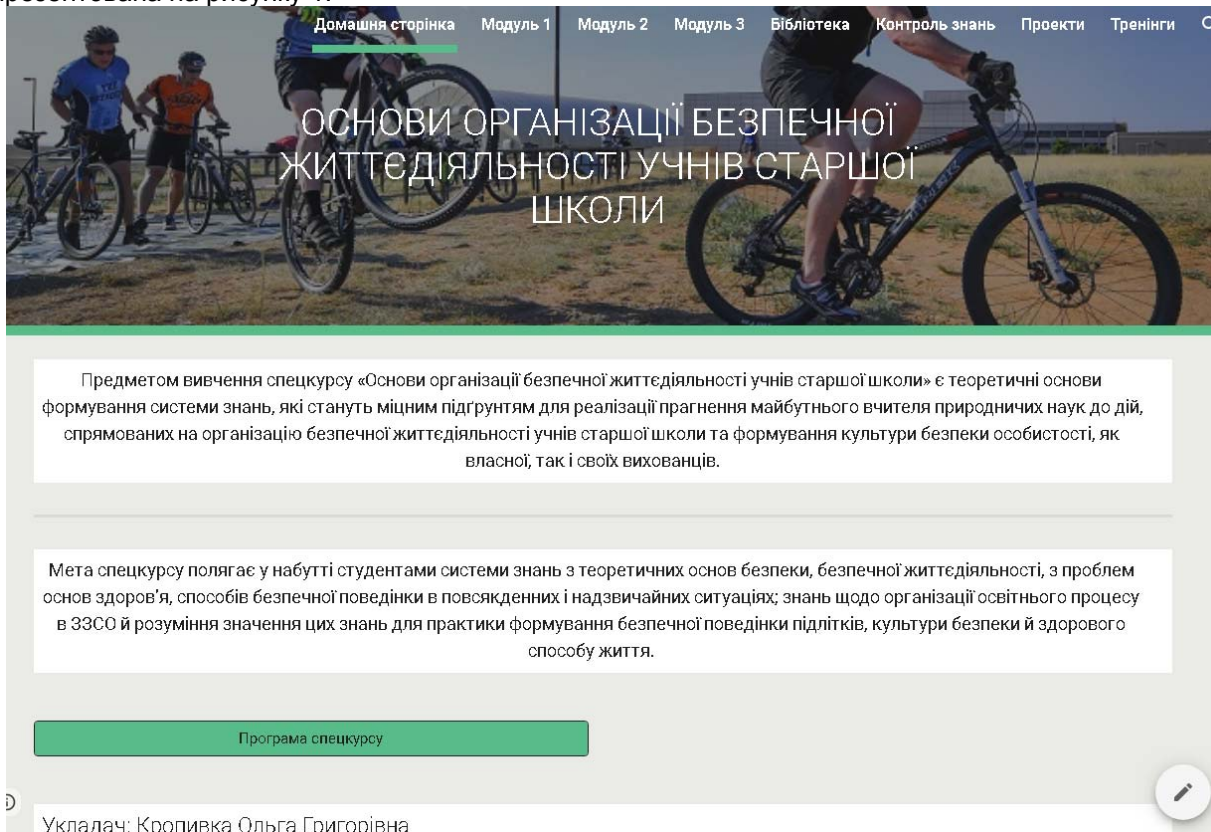 Домашня сторінка Модуль 1 Модуль 2 Модуль 3 Бібліотека Контроль знань Проекти Тренінги
ОСНОВИ ОРГАНІЗАЦІЇ БЕЗПЕЧНОЇ
ЖИТТЄДІЯЛЬНОСТІ УЧНІВ СТАРШОЇ
ШКОЛИ
Предметом вивчення спецкурсу «Основи організації безпечної життєдіяльності учнів старшої школи» є теоретичні основи
формування системи знань, які стануть міцним підґрунтям для реалізації прагнення майбутнього вчителя природничих наук до дій,
спрямованих на організацію безпечної життєдіяльності учнів старшої школи та формування культури безпеки особистості, як
власної, так і своїх вихованців.
Мета спецкурсу полягає у набутті студентами системи знань з теоретичних основ безпеки, безпечної життєдіяльності, з проблем
основ здоров'я, способів безпечної поведінки в повсякденних і надзвичайних ситуаціях; знань щодо організації освітнього процесу
в ЗЗСО й розуміння значення цих знань для практики формування безпечної поведінки підлітків, культури безпеки й здорового
способу життя.
Програма спецкурсу
Укладач: Кропивка Ольга Григорівна